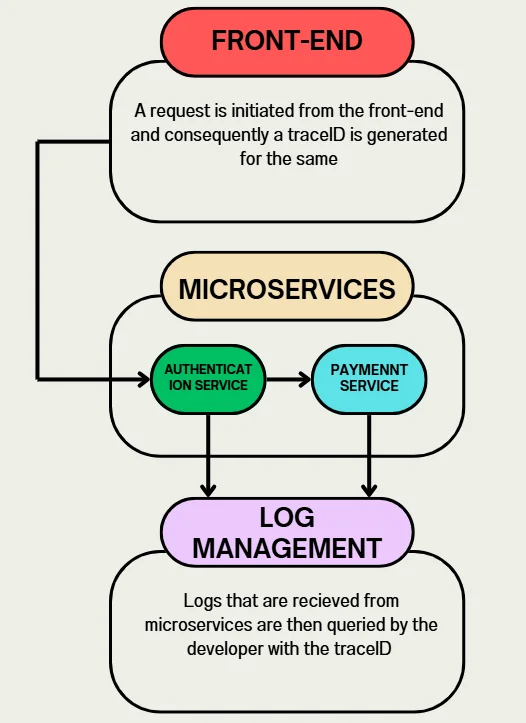 FRONT-END
A request is initiated from the front-end
and consequently a traceID is generated
for the same
MICROSERVICES
AUTHENTICAT
ION SERVICE
PAYMENNT
SERVICE
LOG
MANAGEMENT
Logs that are recieved from
microservices are then queried by the
developer with the traceID